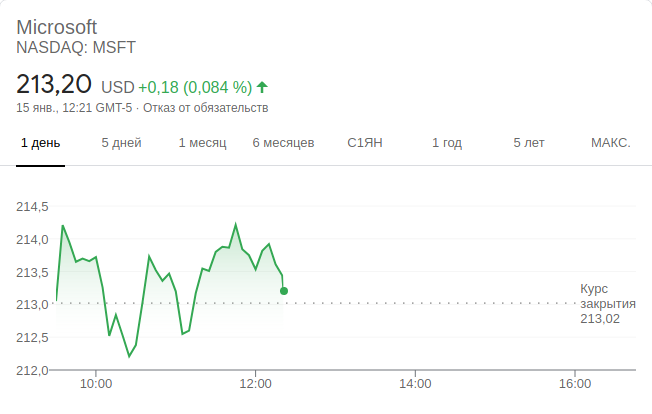 Microsoft
NASDAQ: MSFT
213,20 USD +0,18 (0,084 %)
15 янв., 12:21 GMT-5 · Отказ от обязательств
1 день 5 дней 1 месяц 6 месяцев С1ЯН 1 год 5 лет МАКС.
214,5
214,0
213,5
213,0
212,5
212,0
Курс
закрытия
213,02
10:00 12:00 14:00 16:00